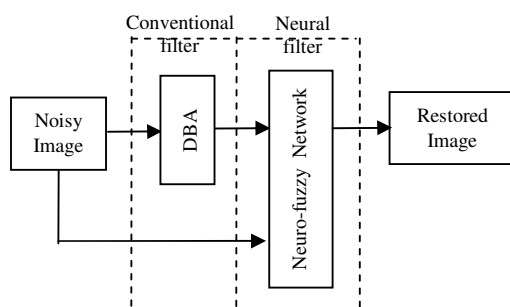 Conventional
filter
Neural
filter
Noisy
Image
DBA
Neuro-fuzzy Network
Restored
Image